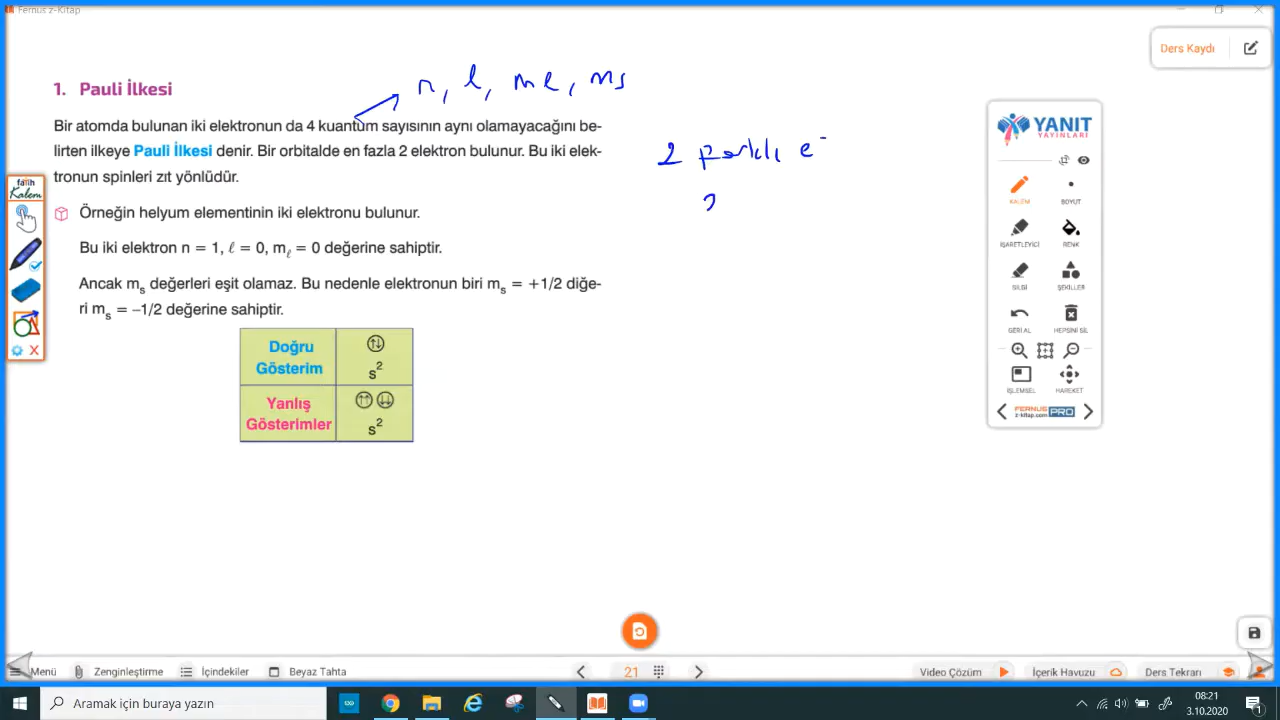 Fernus z-Kitap
Ders Kaydı
1. Pauli İlkesi
n, l, ml, ms
Bir atomda bulunan iki elektronun da 4 kuantum sayısının aynı olamayacağını be-
lirten ilkeye Pauli İlkesi denir. Bir orbitalde en fazla 2 elektron bulunur. Bu iki elek-
tronun spinleri zıt yönlüdür.
2 farklı e⁻
Örneğin helyum elementinin iki elektronu bulunur.
Bu iki elektron n = 1, ℓ = 0, mℓ = 0 değerine sahiptir.
Ancak ms değerleri eşit olamaz. Bu nedenle elektronun biri ms = +1/2 diğe-
ri ms = –1/2 değerine sahiptir.
Doğru
Gösterim
s²
Yanlış
Gösterimler
s²
fatih
Kalem
YANIT
YAYINLARI
KALEM
BOYUT
İŞARETLEYİCİ
RENK
SİLGİ
ŞEKİLLER
GERİ AL
HEPSİNİ SİL
İŞLEMSEL
HAREKET
FERNUS PRO
z-kitap.com
Menü
Zenginleştirme
İçindekiler
Beyaz Tahta
21
Video Çözüm
İçerik Havuzu
Ders Tekrarı
Aramak için buraya yazın
08:21
3.10.2020
1